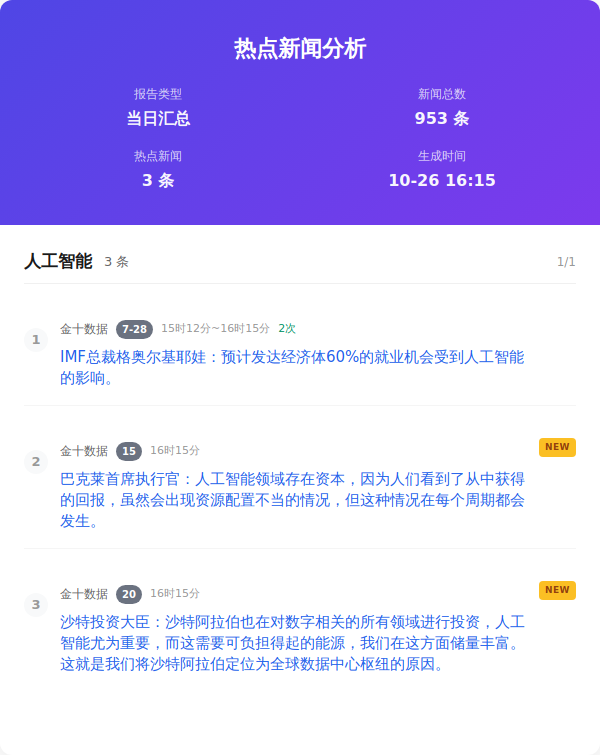 热点新闻分析
报告类型
新闻总数
当日汇总
953 条
热点新闻
生成时间
3 条
10-26 16:15
人工智能 3 条 1/1
1
金十数据 7-28 15时12分~16时15分 2次
IMF总裁格奥尔基耶娃：预计发达经济体60%的就业机会受到人工智能
的影响。
2
金十数据 15 16时15分 NEW
巴克莱首席执行官：人工智能领域存在资本，因为人们看到了从中获得
的回报，虽然会出现资源配置不当的情况，但这种情况在每个周期都会
发生。
3
金十数据 20 16时15分 NEW
沙特投资大臣：沙特阿拉伯也在对数字相关的所有领域进行投资，人工
智能尤为重要，而这需要可负担得起的能源，我们在这方面储量丰富。
这就是我们将沙特阿拉伯定位为全球数据中心枢纽的原因。